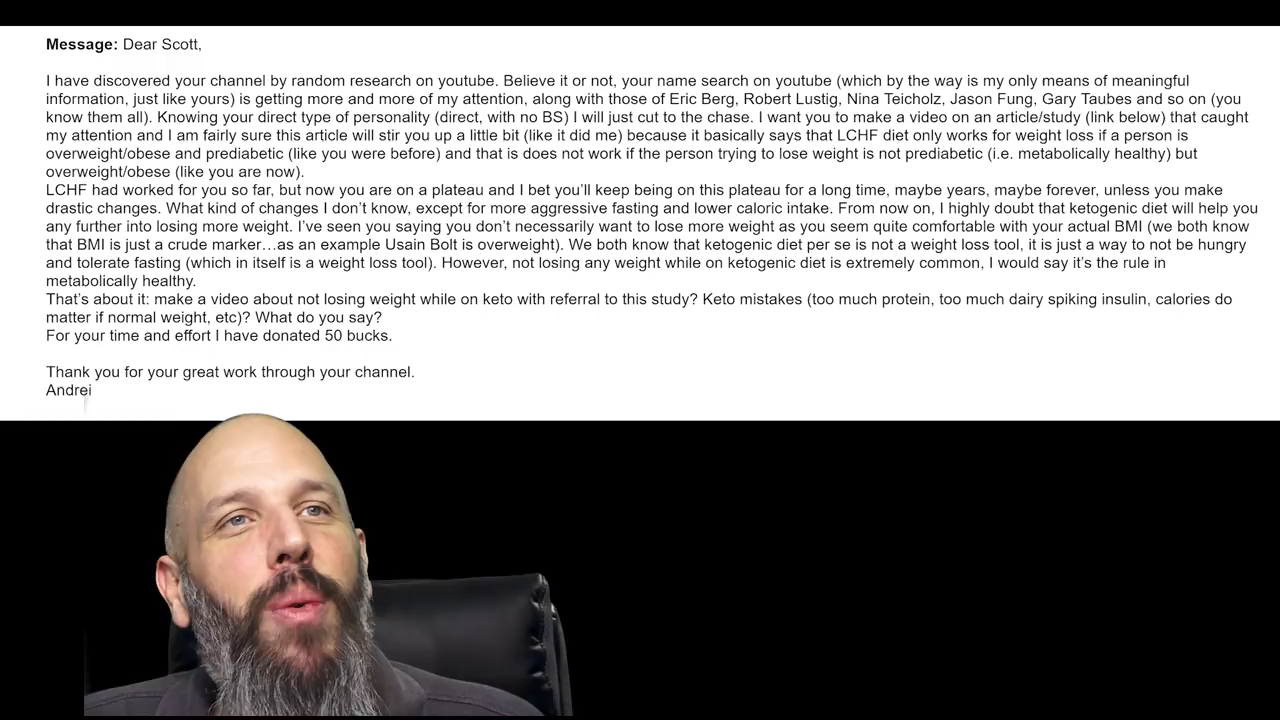 Message: Dear Scott,
I have discovered your channel by random research on youtube. Believe it or not, your name search on youtube (which by the way is my only means of meaningful
information, just like yours) is getting more and more of my attention, along with those of Eric Berg, Robert Lustig, Nina Teicholz, Jason Fung, Gary Taubes and so on (you
know them all). Knowing your direct type of personality (direct, with no BS) I will just cut to the chase. I want you to make a video on an article/study (link below) that caught
my attention and I am fairly sure this article will stir you up a little bit (like it did me) because it basically says that LCHF diet only works for weight loss if a person is
overweight/obese and prediabetic (like you were before) and that is does not work if the person trying to lose weight is not prediabetic (i.e. metabolically healthy) but
overweight/obese (like you are now).
LCHF had worked for you so far, but now you are on a plateau and I bet you'll keep being on this plateau for a long time, maybe years, maybe forever, unless you make
drastic changes. What kind of changes I don't know, except for more aggressive fasting and lower caloric intake. From now on, I highly doubt that ketogenic diet will help you
any further into losing more weight. I've seen you saying you don't necessarily want to lose more weight as you seem quite comfortable with your actual BMI (we both know
that BMI is just a crude marker…as an example Usain Bolt is overweight). We both know that ketogenic diet per se is not a weight loss tool, it is just a way to not be hungry
and tolerate fasting (which in itself is a weight loss tool). However, not losing any weight while on ketogenic diet is extremely common, I would say it's the rule in
metabolically healthy.
That's about it: make a video about not losing weight while on keto with referral to this study? Keto mistakes (too much protein, too much dairy spiking insulin, calories do
matter if normal weight, etc)? What do you say?
For your time and effort I have donated 50 bucks.
Thank you for your great work through your channel.
Andrei